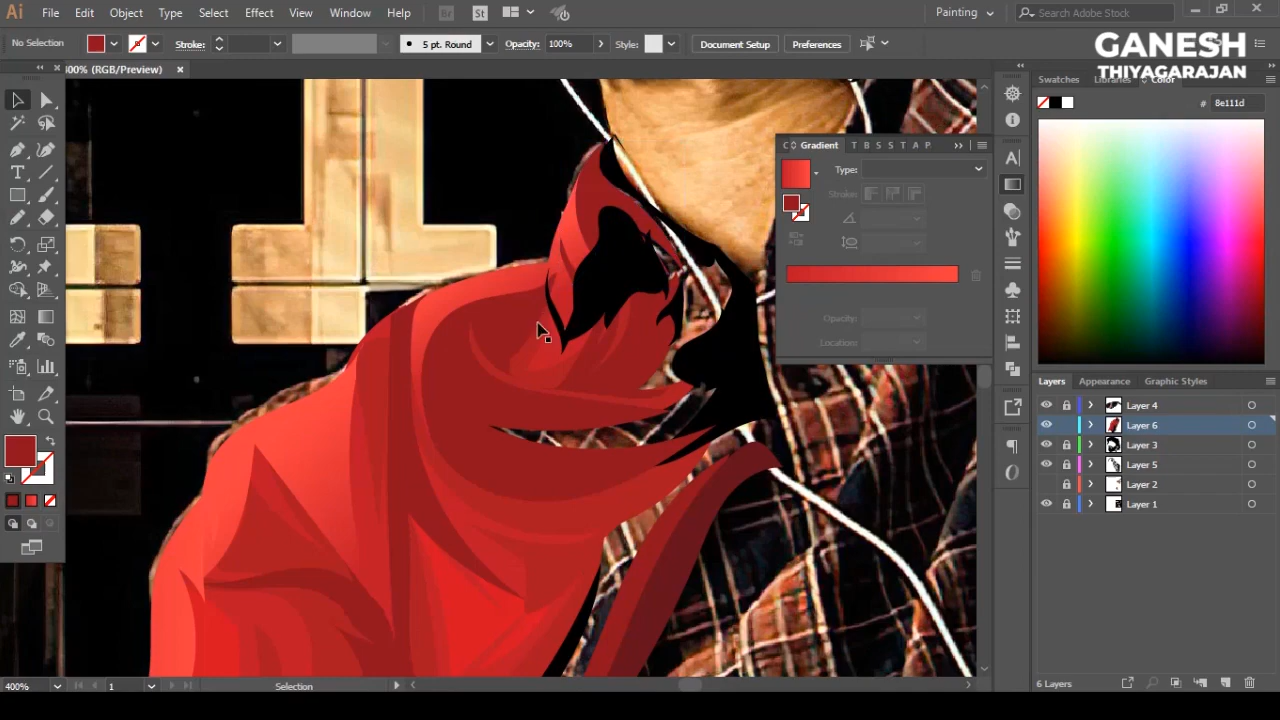 Ai File Edit Object Type Select Effect View Window Help Br St Painting Search Adobe Stock
GANESH
THIYAGARAJAN
No Selection Stroke: 5 pt. Round Opacity: 100% Style: Document Setup Preferences
(RGB/Preview) ×
Swatches Libraries Color
# 8e111d
Gradient T B S S T A P
Type:
Stroke:
Opacity:
Location:
Layers Appearance Graphic Styles
Layer 4
Layer 6
Layer 3
Layer 5
Layer 2
Layer 1
400% 1 Selection 6 Layers